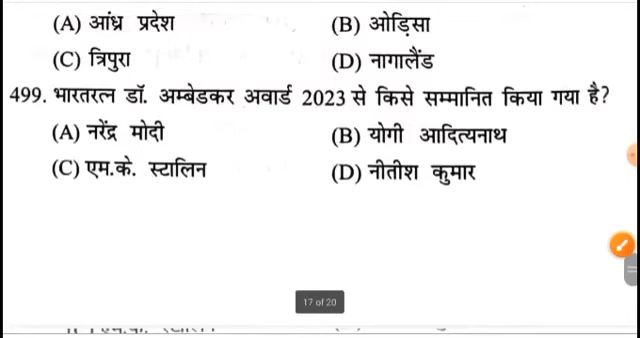 (A) आंध्र प्रदेश (B) ओड़िसा
(C) त्रिपुरा (D) नागालैंड
499. भारतरत्न डॉ. अम्बेडकर अवार्ड 2023 से किसे सम्मानित किया गया है?
(A) नरेंद्र मोदी (B) योगी आदित्यनाथ
(C) एम.के. स्टालिन (D) नीतीश कुमार
17 of 20